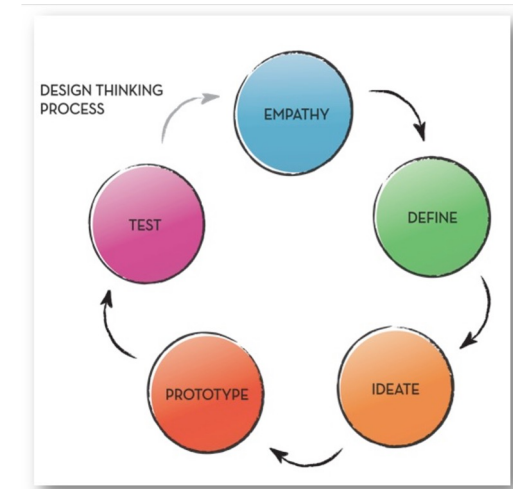 DESIGN THINKING
PROCESS
EMPATHY
DEFINE
IDEATE
PROTOTYPE
TEST